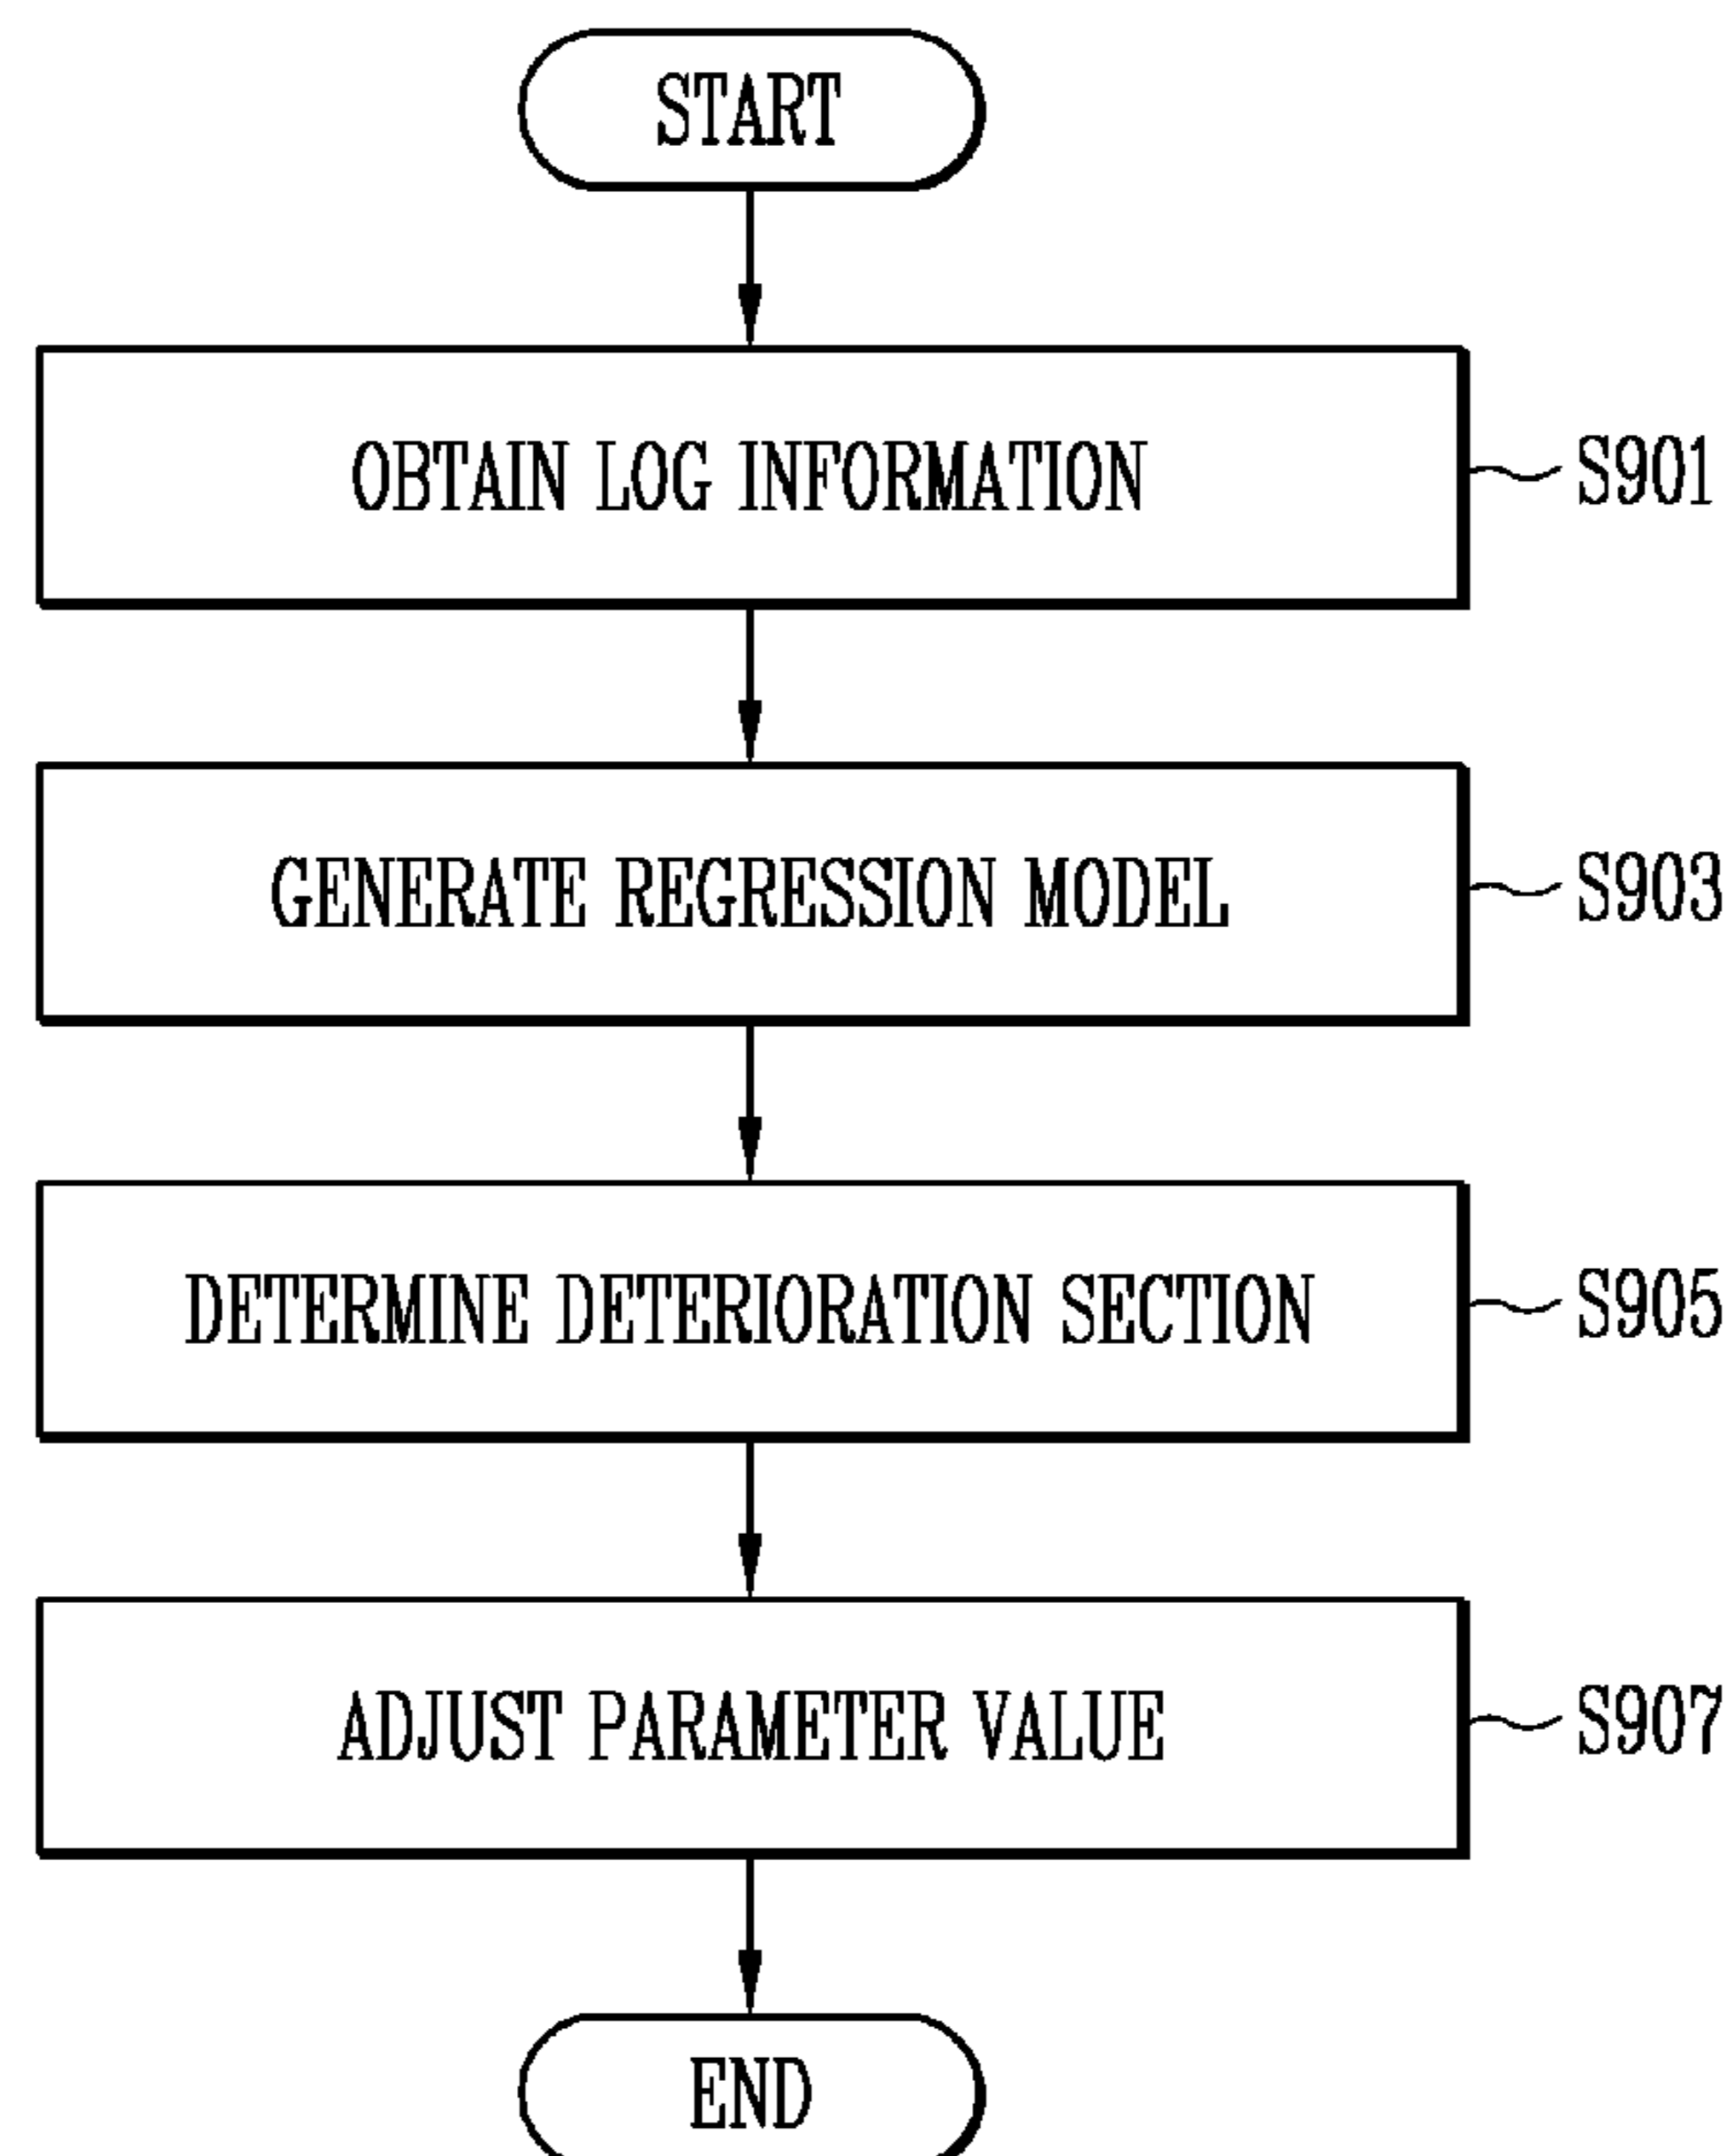 START
OBTAIN LOG INFORMATION
S901
GENERATE REGRESSION MODEL
S903
DETERMINE DETERIORATION SECTION
S905
ADJUST PARAMETER VALUE
S907
END